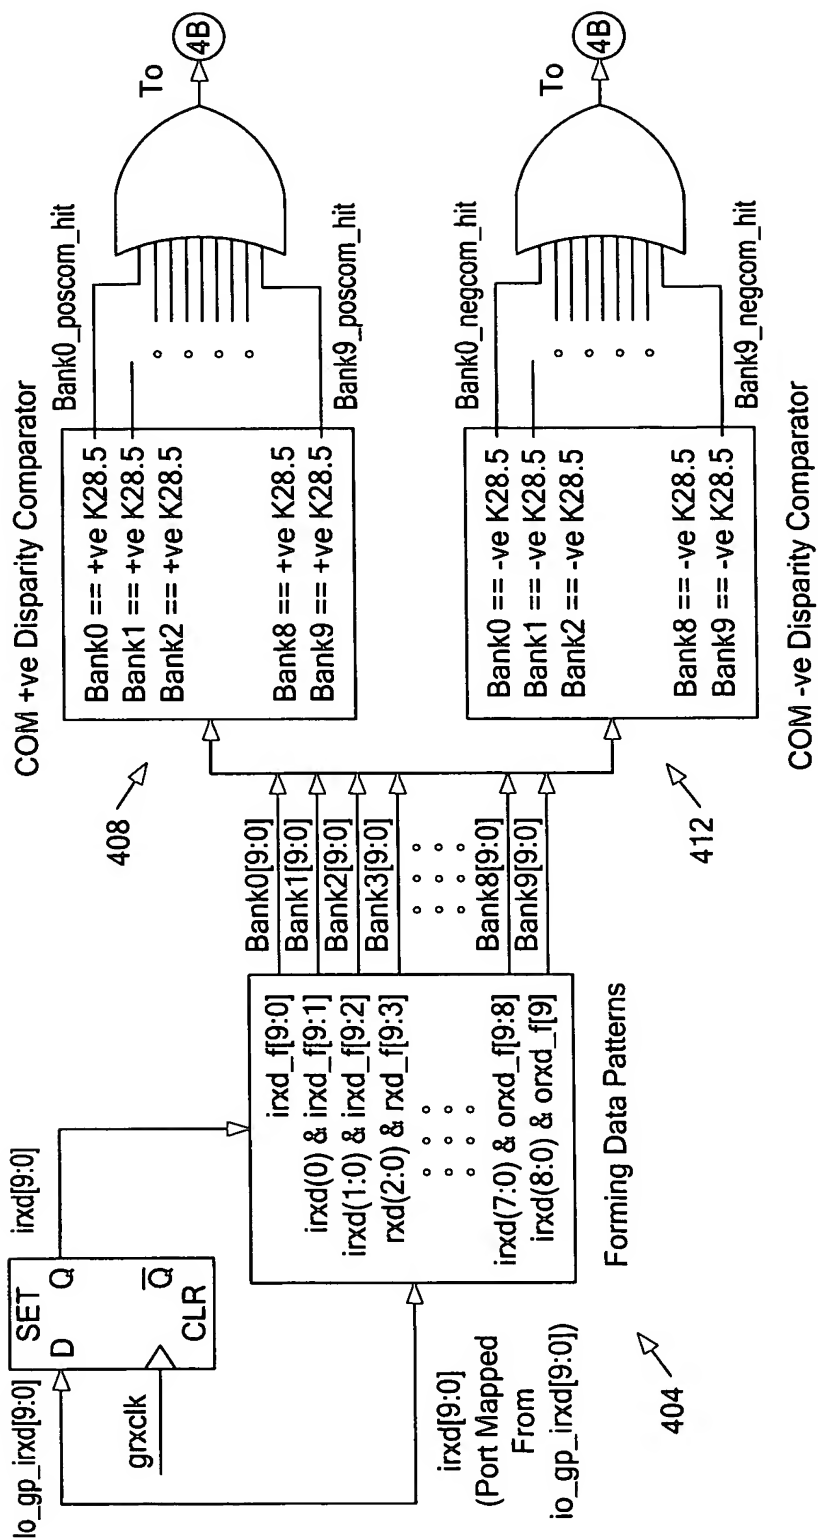 Io_gp_irxd[9:0]
SET
D
Q
Q
CLR
grxclk
irxd[9:0]
irxd[9:0]
(Port Mapped
From
io_gp_irxd[9:0])
404
irxd_f[9:0]
irxd(0) & irxd_f[9:1]
irxd(1:0) & irxd_f[9:2]
rxd(2:0) & rxd_f[9:3]
irxd(7:0) & orxd_f[9:8]
irxd(8:0) & orxd_f[9]
Forming Data Patterns
Bank0[9:0]
Bank1[9:0]
Bank2[9:0]
Bank3[9:0]
Bank8[9:0]
Bank9[9:0]
408
COM +ve Disparity Comparator
Bank0 == +ve K28.5
Bank1 == +ve K28.5
Bank2 == +ve K28.5
Bank8 == +ve K28.5
Bank9 == +ve K28.5
Bank0_poscom_hit
Bank9_poscom_hit
To
4B
412
Bank0 == -ve K28.5
Bank1 == -ve K28.5
Bank2 == -ve K28.5
Bank8 == -ve K28.5
Bank9 == -ve K28.5
COM -ve Disparity Comparator
Bank0_negcom_hit
Bank9_negcom_hit
To
4B